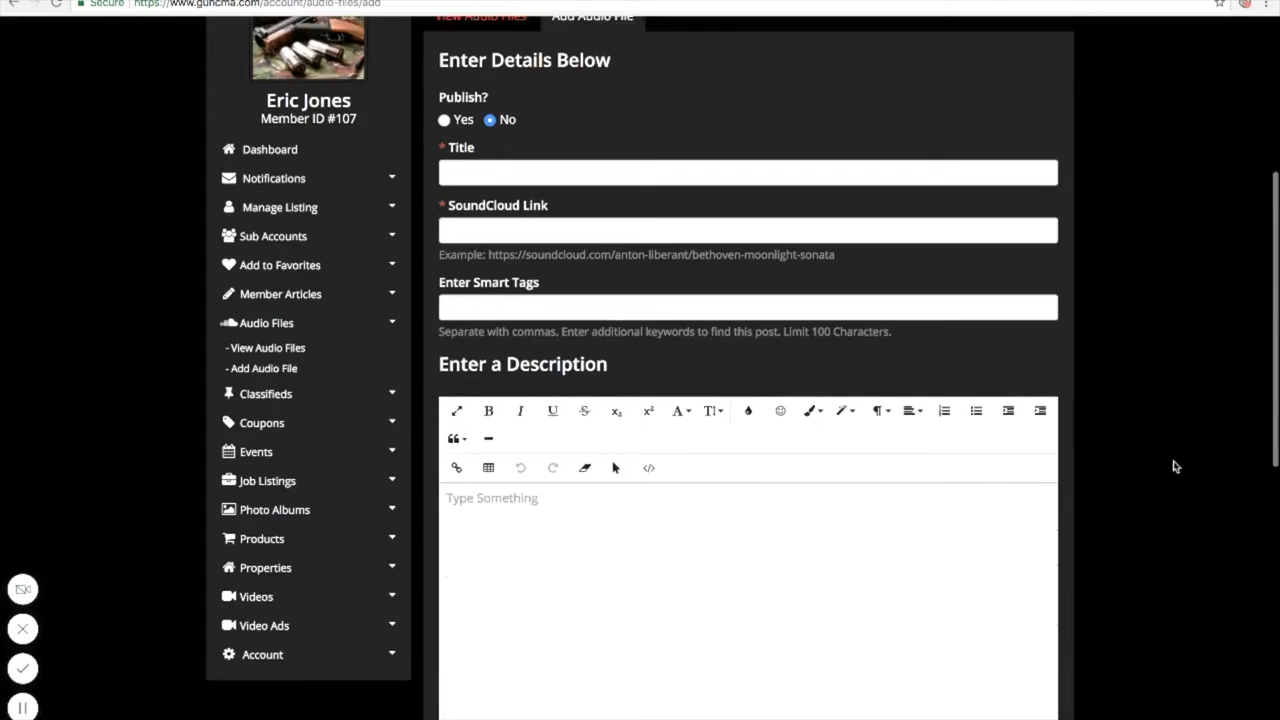 Secure https://www.guncma.com/account/audio-files/add
View Audio Files Add Audio File
Eric Jones
Member ID #107
Dashboard
Notifications
Manage Listing
Sub Accounts
Add to Favorites
Member Articles
Audio Files
- View Audio Files
- Add Audio File
Classifieds
Coupons
Events
Job Listings
Photo Albums
Products
Properties
Videos
Video Ads
Account
Enter Details Below
Publish?
Yes No
* Title
* SoundCloud Link
Example: https://soundcloud.com/anton-liberant/bethoven-moonlight-sonata
Enter Smart Tags
Separate with commas. Enter additional keywords to find this post. Limit 100 Characters.
Enter a Description
Type Something